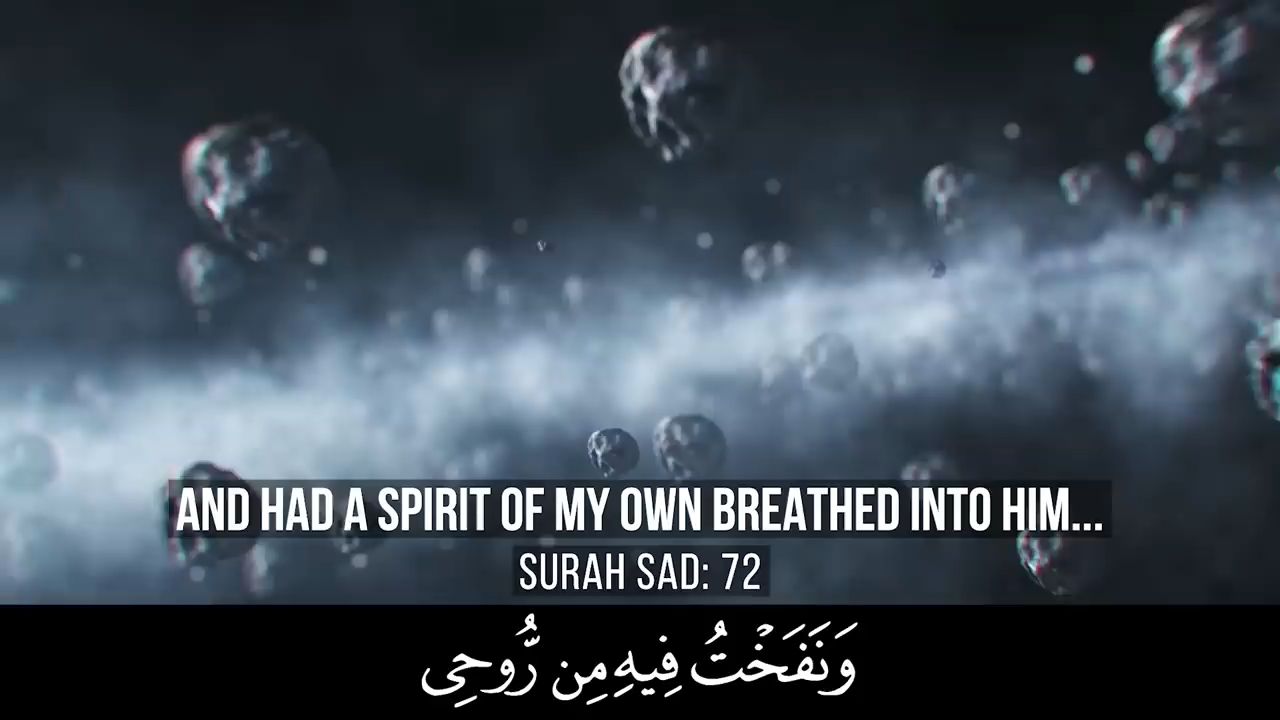 AND HAD A SPIRIT OF MY OWN BREATHED INTO HIM...
SURAH SAD: 72
وَنَفَخْتُ فِيهِ مِن رُّوحِى